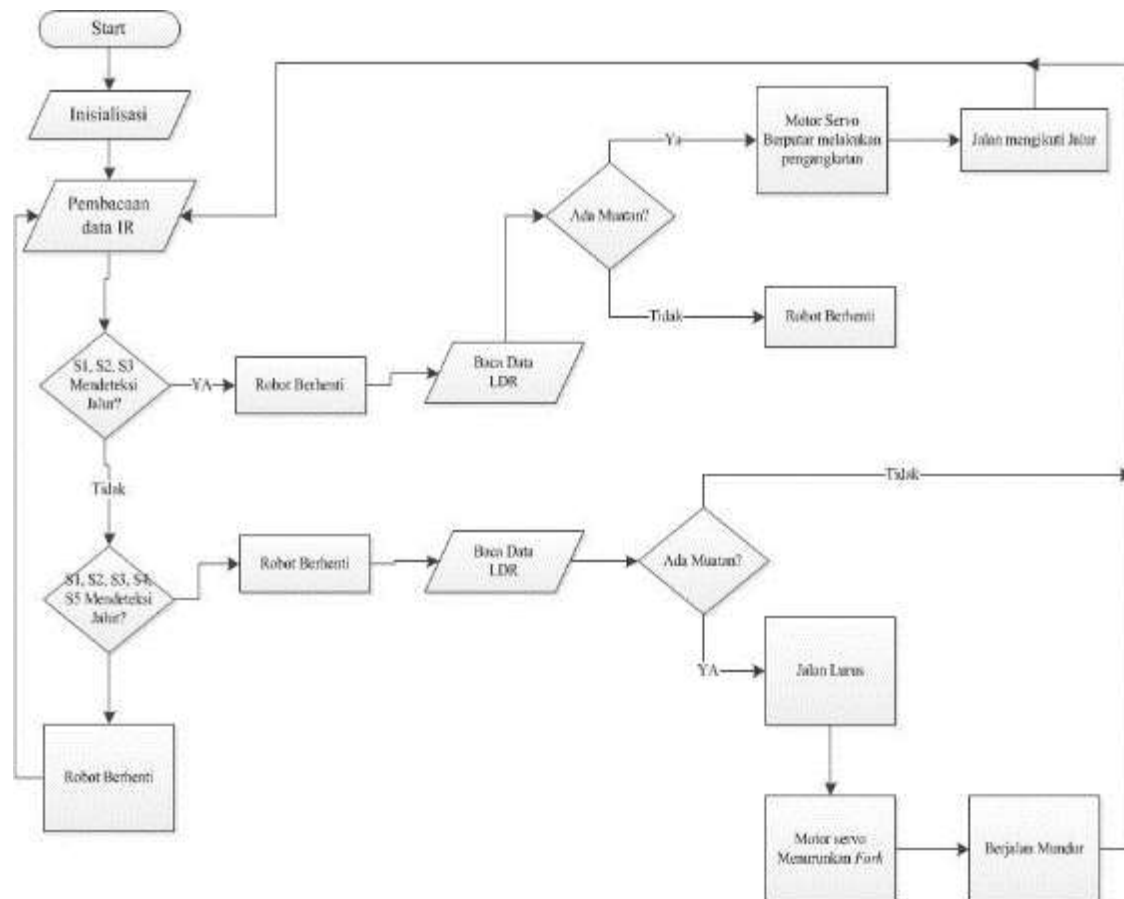 Start
Inisialisasi
Pembacaan
data IR
S1, S2, S3
Mendeteksi
Jalur?
YA
Robot Berhenti
Baca Data
LDR
Ada Muatan?
Ya
Motor Servo
Berputar melakukan
pengangkatan
Jalan mengikuti Jalur
Tidak
Robot Berhenti
Tidak
S1, S2, S3, S4,
S5 Mendeteksi
Jalur?
Robot Berhenti
Baca Data
LDR
Ada Muatan?
Tidak
YA
Jalan Lurus
Motor servo
Menurunkan Fork
Berjalan Mundur
Robot Berhenti